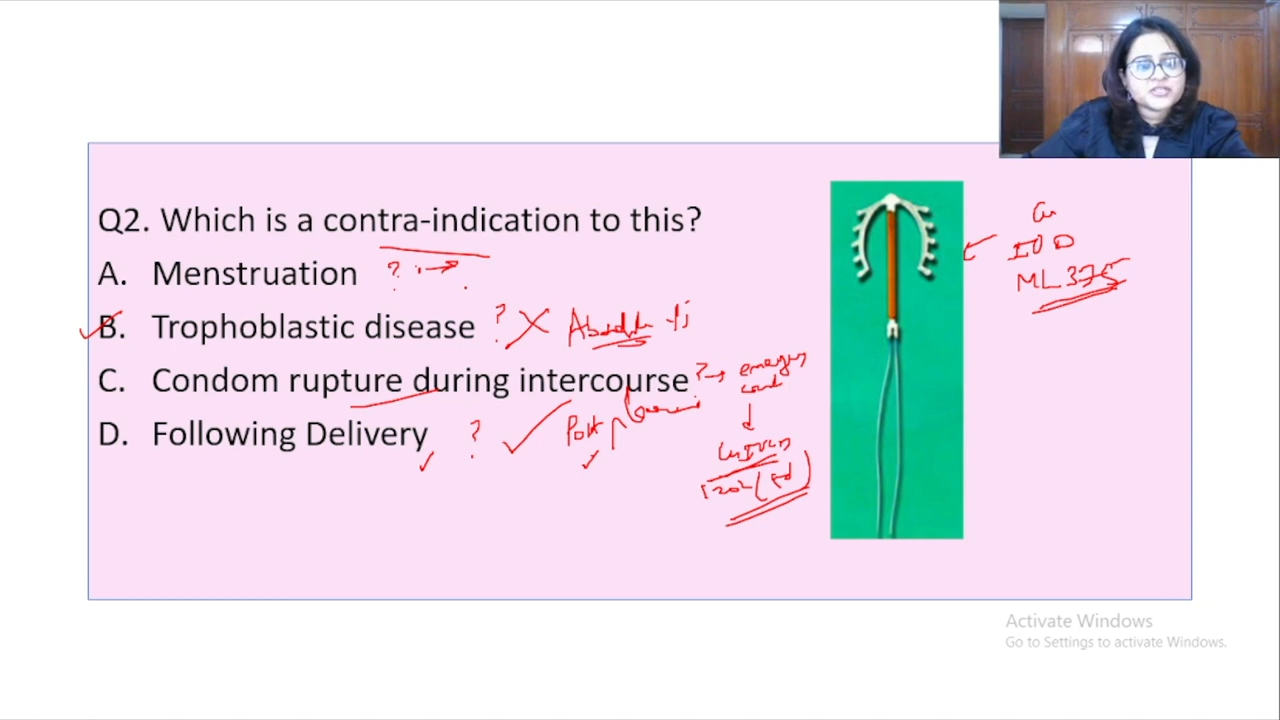 Q2. Which is a contra-indication to this?
A. Menstruation ?
B. Trophoblastic disease ?
C. Condom rupture during intercourse ?
D. Following Delivery ?
Post
Cu
ML 375
120h
Activate Windows
Go to Settings to activate Windows.